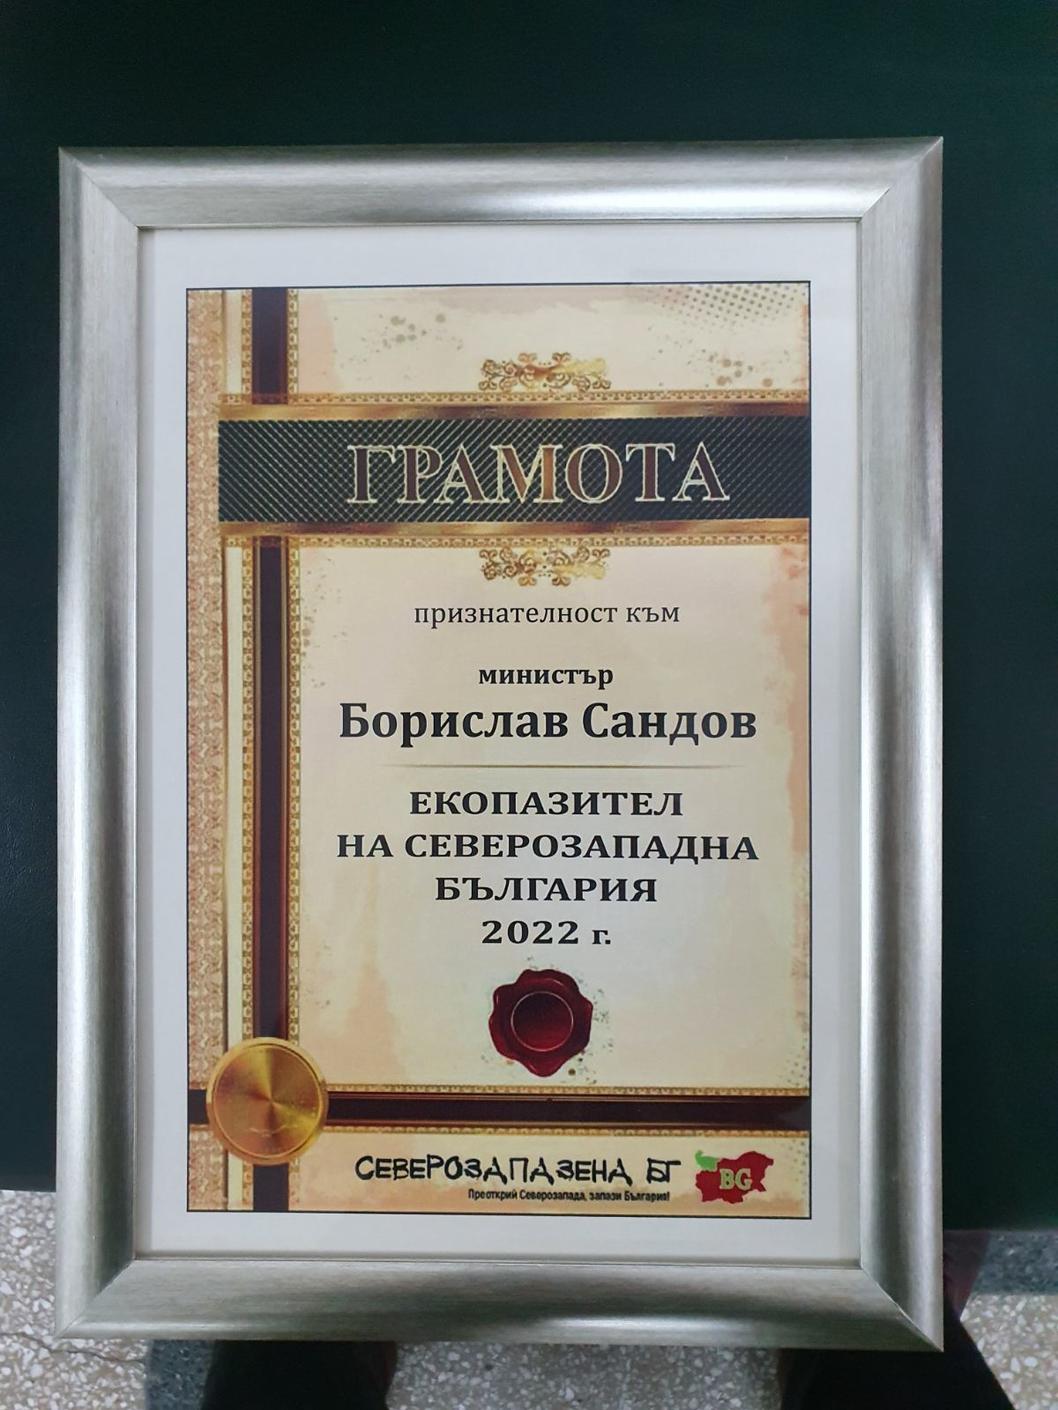 ГРАМОТА
признателност към
министър
Борислав Сандов
ЕКОПАЗИТЕЛ
НА СЕВЕРОЗАПАДНА
БЪЛГАРИЯ
2022 г.
СЕВЕРОЗАПАЗЕНА БГ
BG
Преоткрий Северозапада, запази България!